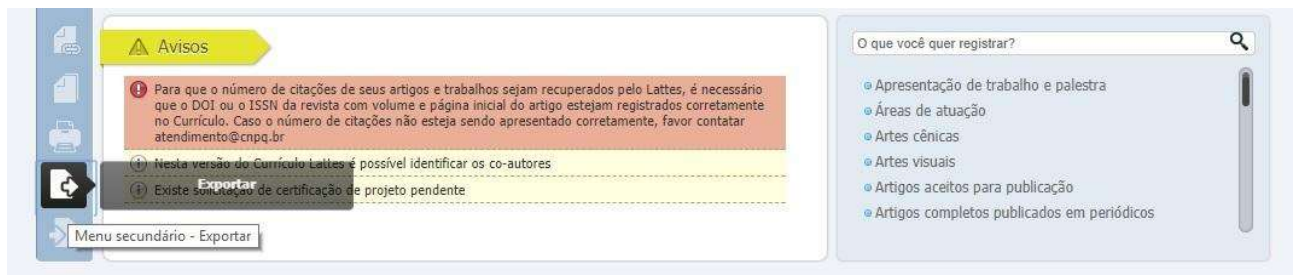 Avisos
Para que o número de citações de seus artigos e trabalhos sejam recuperados pelo Lattes, é necessário
que o DOI ou o ISSN da revista com volume e página inicial do artigo estejam registrados corretamente
no Currículo. Caso o número de citações não esteja sendo apresentado corretamente, favor contatar
atendimento@cnpq.br
Nesta versão do Currículo Lattes é possível identificar os co-autores
Existe solicitação de certificação de projeto pendente
Exportar
Menu secundário - Exportar
O que você quer registrar?
Apresentação de trabalho e palestra
Áreas de atuação
Artes cênicas
Artes visuais
Artigos aceitos para publicação
Artigos completos publicados em periódicos